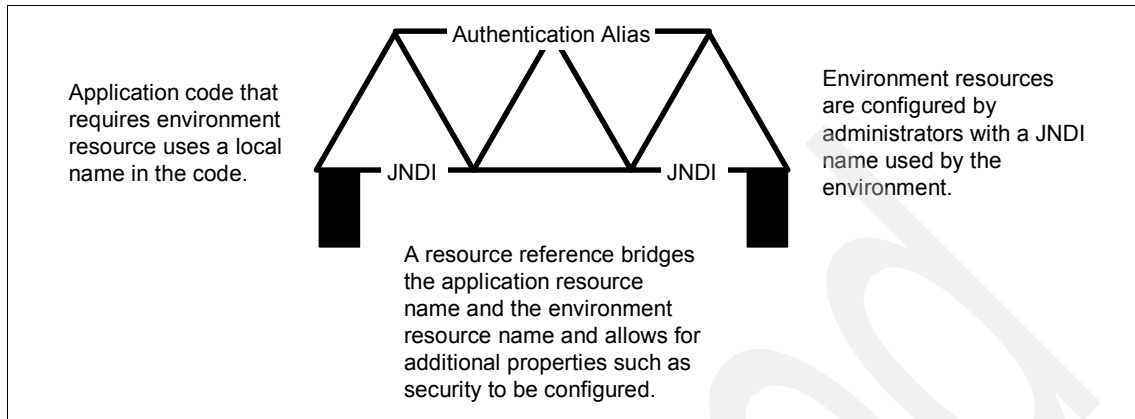 Authentication Alias
Application code that
requires environment
resource uses a local
name in the code.
Environment resources
are configured by
administrators with a JNDI
name used by the
environment.
JNDI
JNDI
A resource reference bridges
the application resource
name and the environment
resource name and allows for
additional properties such as
security to be configured.